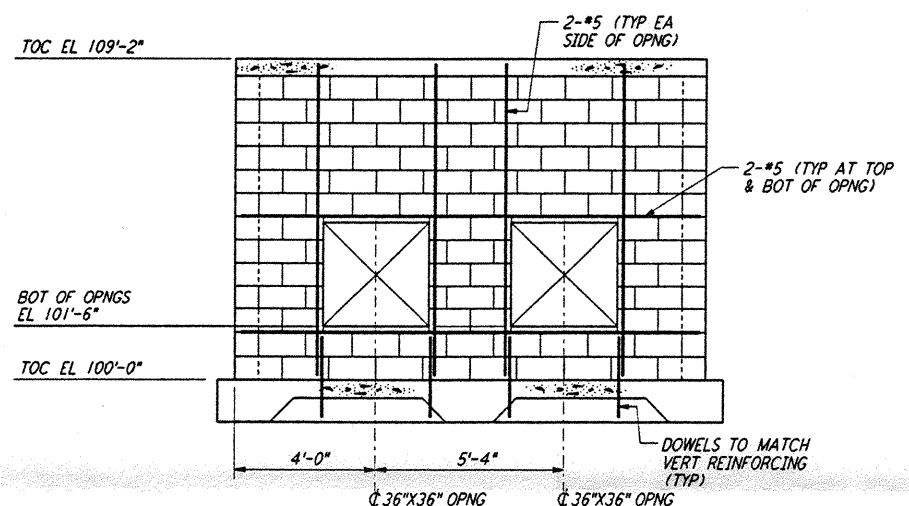 2-#5 (TYP EA
SIDE OF OPNG)
TOC EL 109'-2"
2-#5 (TYP AT TOP
& BOT OF OPNG)
BOT OF OPNGS
EL 101'-6"
TOC EL 100'-0"
DOWELS TO MATCH
VERT REINFORCING
(TYP)
4'-0"
5'-4"
℄ 36"X36" OPNG
℄ 36"X36" OPNG